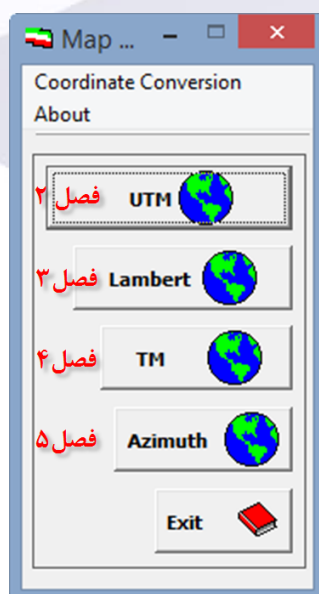 Map ...
Coordinate Conversion
About
فصل ۲ UTM
فصل ۳ Lambert
فصل ۴ TM
فصل ۵ Azimuth
Exit